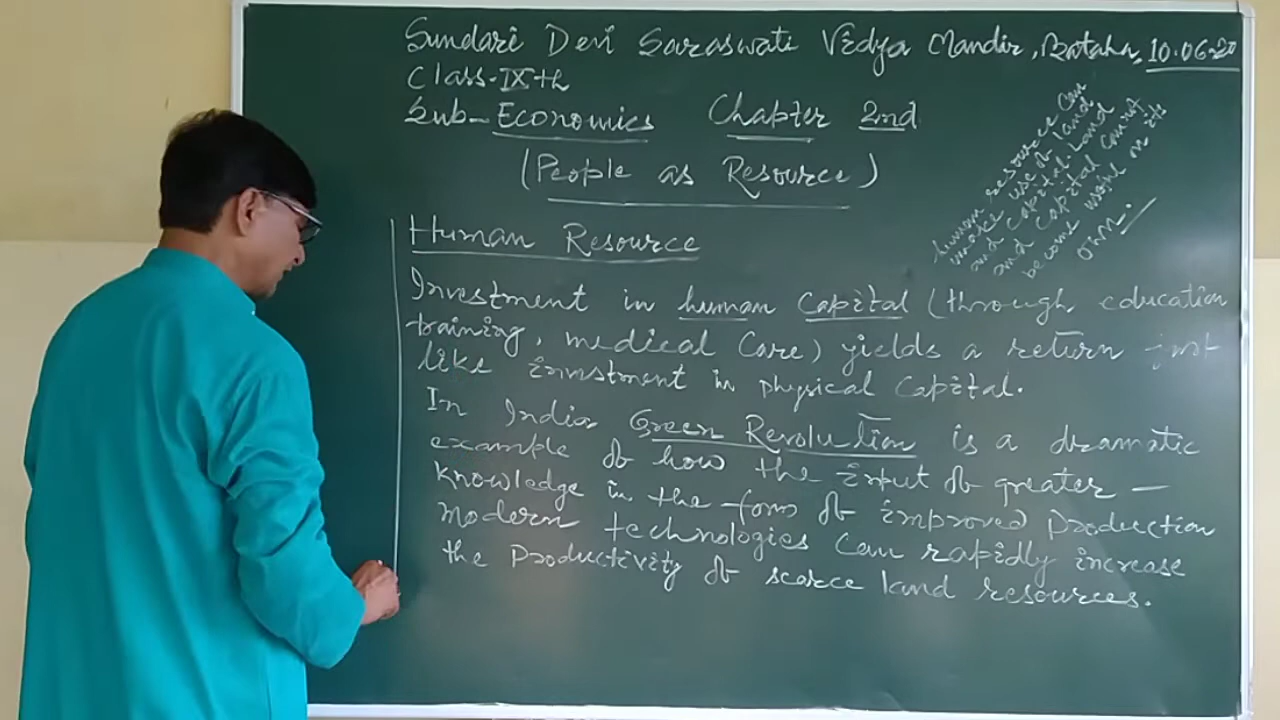 Sundari Devi Saraswati Vidya Mandir, Bataha, 10.06.20
Class-IXth
Sub-Economics Chapter 2nd
(People as Resource)
Human Resource
Investment in human Capital (through education
training, medical Care) yields a return just
like investment in physical Capital.
In India Green Revolution is a dramatic
example of how the input of greater -
Knowledge in the form of improved Production
modern technologies Can rapidly increase
the Productivity of scarce land resources.
human resource Can
make use of land
and capital. Land
and capital cannot
become useful on its
own.